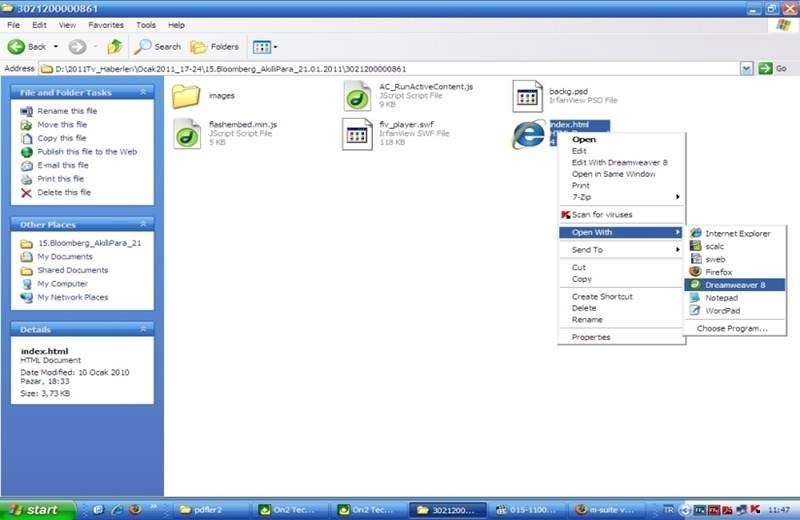 3021200000861
File Edit View Favorites Tools Help
Back Search Folders
Address D:\2011Tv_Haberleri\Ocak2011_17-24\15.Bloomberg_AkilliPara_21.01.2011\3021200000861 Go
File and Folder Tasks
Rename this file
Move this file
Copy this file
Publish this file to the Web
E-mail this file
Print this file
Delete this file
Other Places
15.Bloomberg_AkilliPara_21
My Documents
Shared Documents
My Computer
My Network Places
Details
index.html
HTML Document
Date Modified: 10 Ocak 2010
Pazar, 18:33
Size: 3,73 KB
images
AC_RunActiveContent.js
JScript Script File
9 KB
backg.psd
IrfanView PSD File
flashembed.min.js
JScript Script File
5 KB
flv_player.swf
IrfanView SWF File
118 KB
index.html
HTML
4
Open
Edit
Edit With Dreamweaver 8
Open in Same Window
Print
7-Zip
Scan for viruses
Open With
Send To
Cut
Copy
Create Shortcut
Delete
Rename
Properties
Internet Explorer
scalc
sweb
Firefox
Dreamweaver 8
Notepad
WordPad
Choose Program...
start pdfler2 On2 Tec... On2 Tec... 3021200... 015-1100... m-suite v... TR 11:47